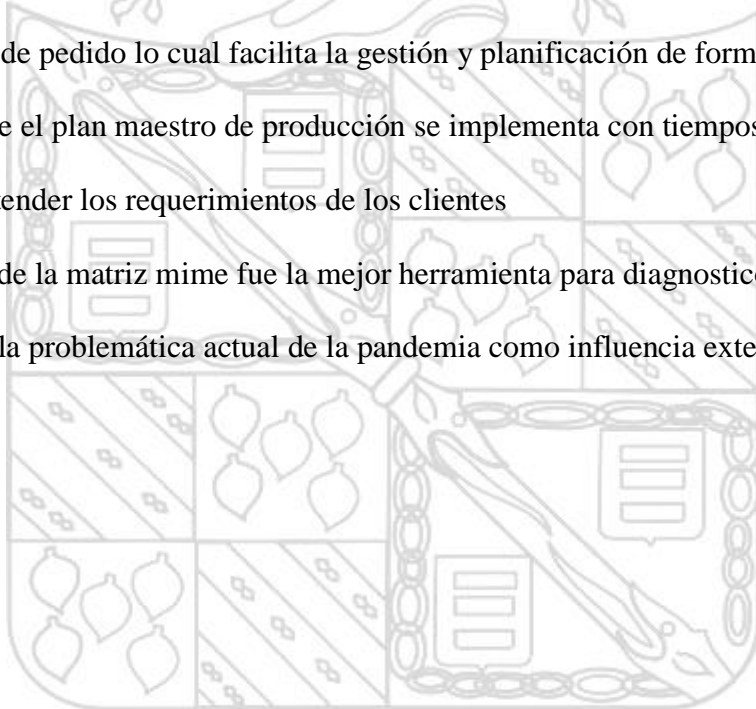 de pedido lo cual facilita la gestión y planificación de form
e el plan maestro de producción se implementa con tiempos
ender los requerimientos de los clientes
de la matriz mime fue la mejor herramienta para diagnostico
la problemática actual de la pandemia como influencia exte